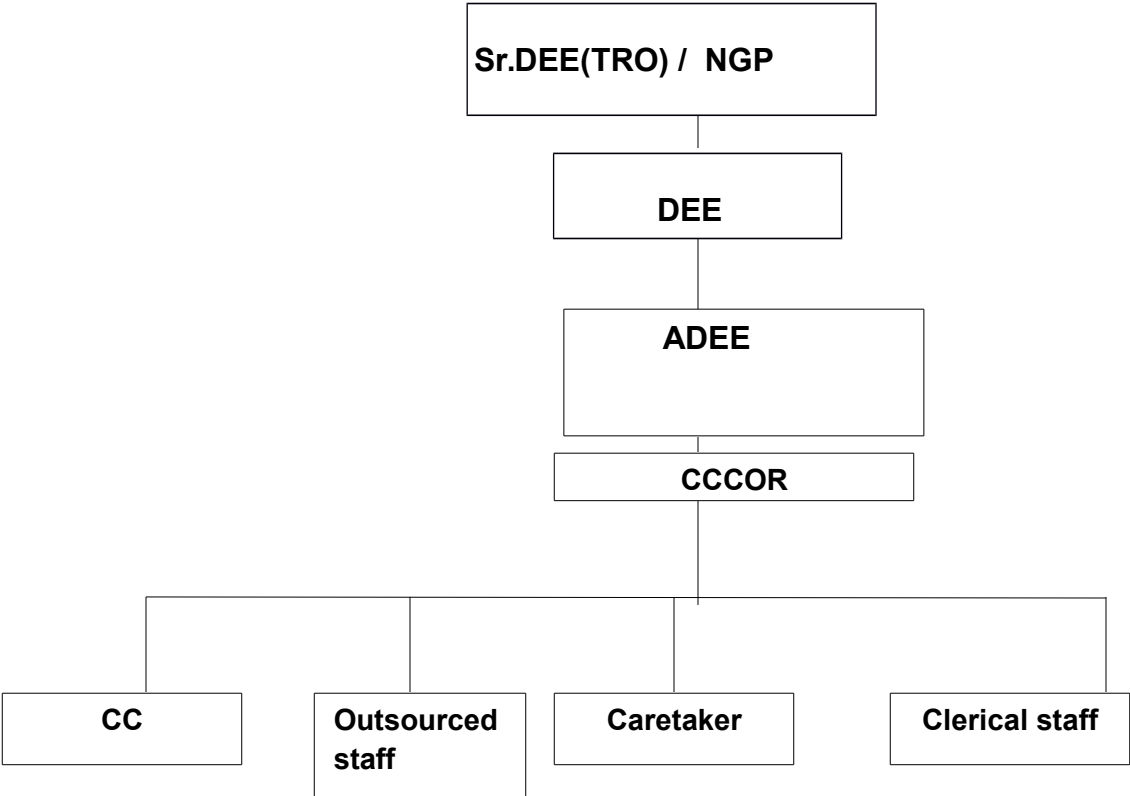 Sr.DEE(TRO) / NGP
DEE
ADEE
CCCOR
CC
Outsourced
staff
Caretaker
Clerical staff